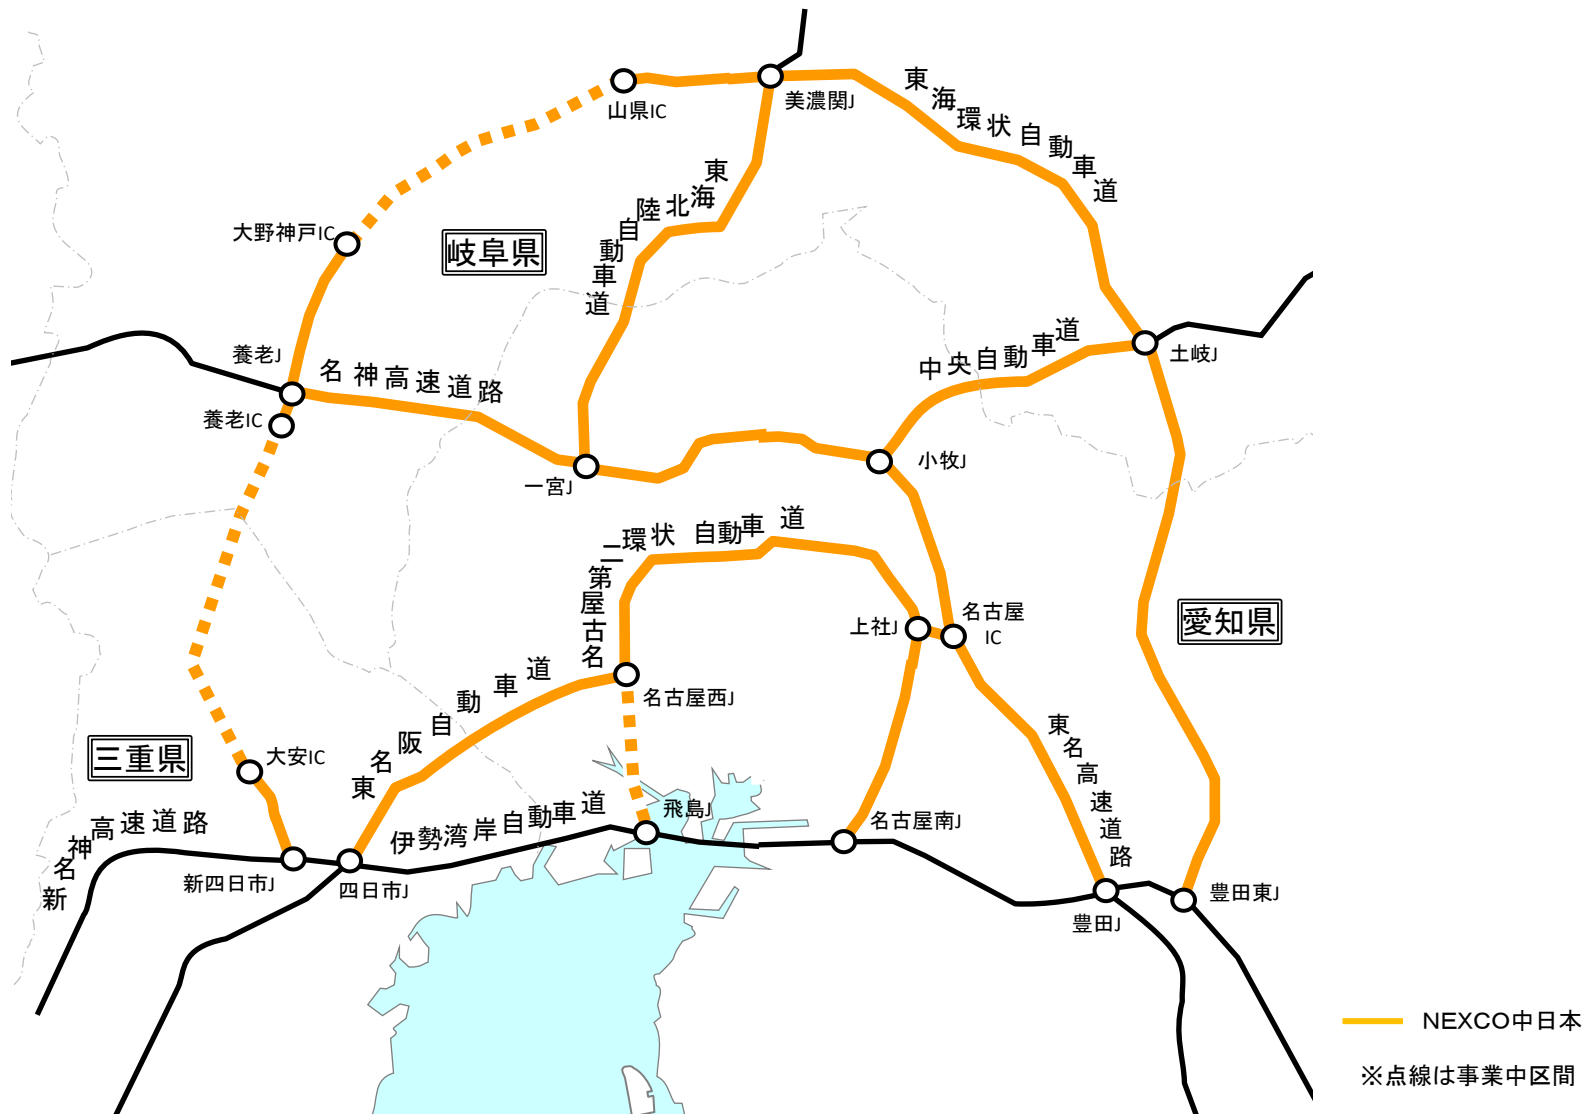 山県IC
美濃関J
東海環状自動車道
大野神戸IC
岐阜県
東海北陸自動車道
養老J
名神高速道路
中央自動車道
土岐J
養老IC
一宮J
小牧J
名古屋第二環状自動車道
愛知県
上社J
名古屋
IC
名古屋西J
東名阪自動車道
東名高速道路
三重県
大安IC
新名神高速道路
伊勢湾岸自動車道
飛島J
名古屋南J
新四日市J
四日市J
豊田J
豊田東J
NEXCO中日本
※点線は事業中区間